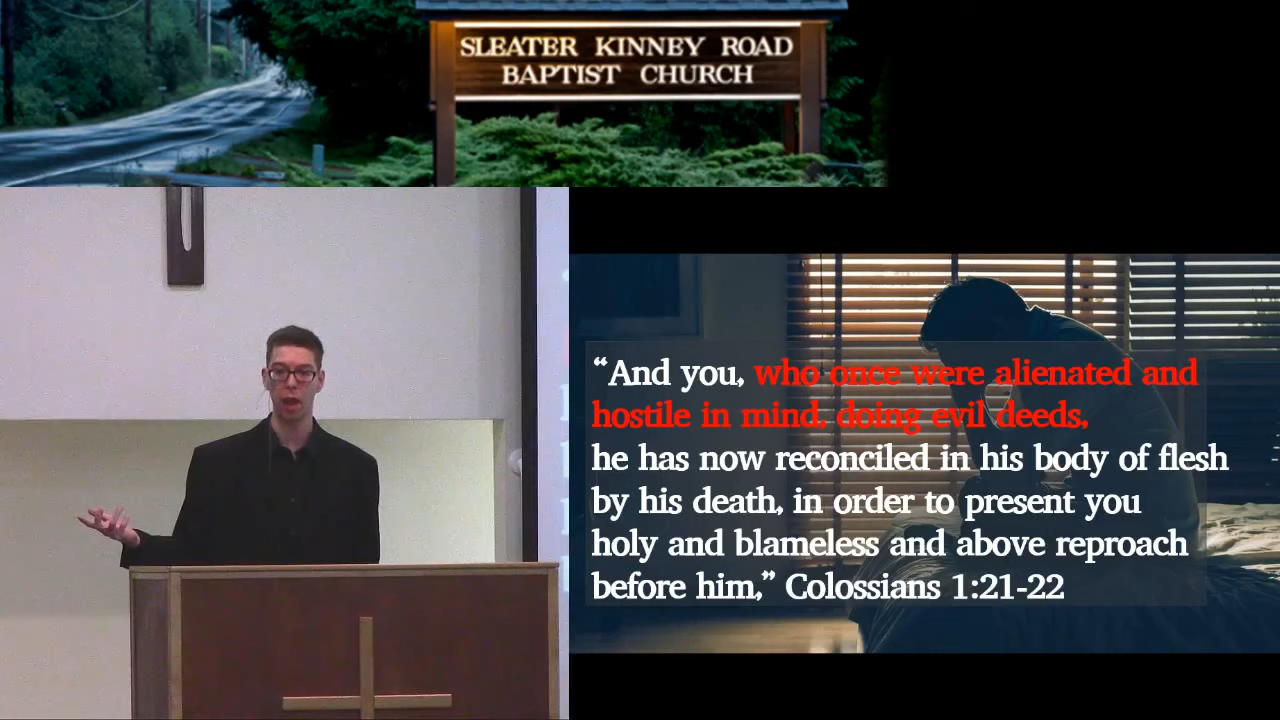 SLEATER KINNEY ROAD
BAPTIST CHURCH
“And you, who once were alienated and
hostile in mind, doing evil deeds,
he has now reconciled in his body of flesh
by his death, in order to present you
holy and blameless and above reproach
before him,” Colossians 1:21-22